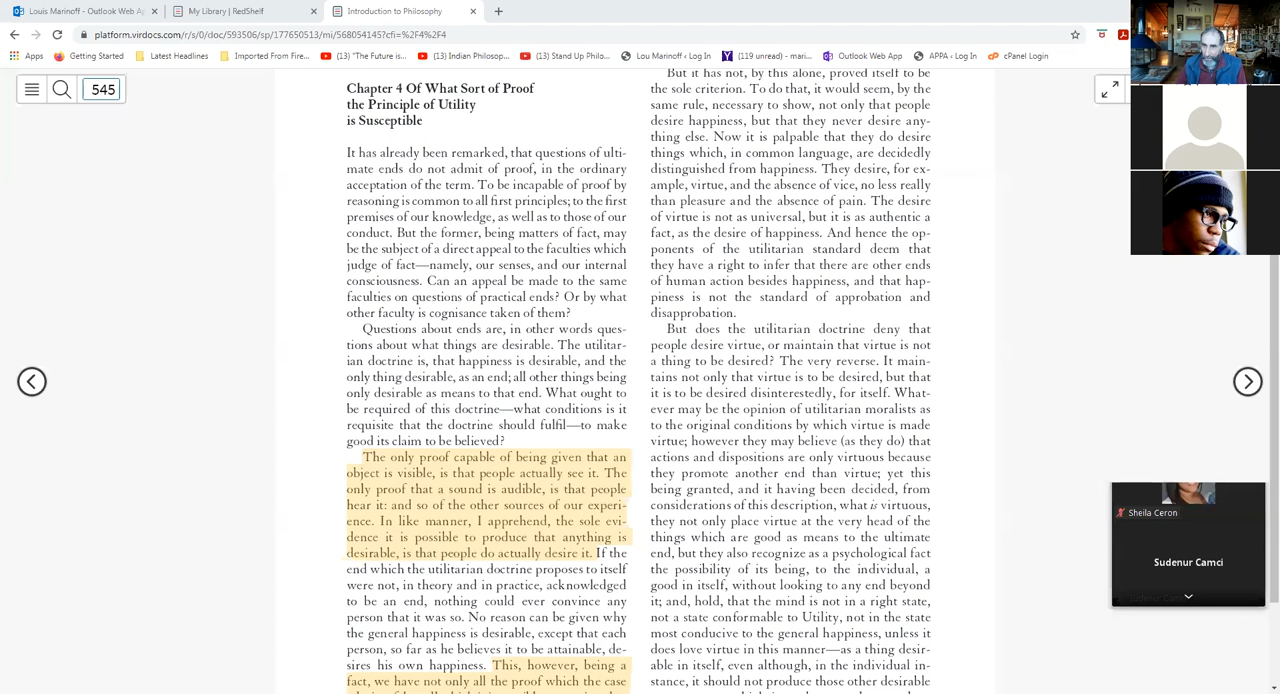 Louis Marinoff - Outlook Web A
My Library | RedShelf
Introduction to Philosophy
platform.virdocs.com/r/s/0/doc/593506/sp/177650513/mi/568054145?cfi=%2F4%2F4
Apps
Getting Started
Latest Headlines
Imported From Fire...
(13) "The Future is...
(13) Indian Philosop...
(13) Stand Up Philo...
Lou Marinoff ‹ Log In
(119 unread) - mari...
Outlook Web App
APPA ‹ Log In
cPanel Login
545
Chapter 4 Of What Sort of Proof
the Principle of Utility
is Susceptible
It has already been remarked, that questions of ulti-
mate ends do not admit of proof, in the ordinary
acceptation of the term. To be incapable of proof by
reasoning is common to all first principles; to the first
premises of our knowledge, as well as to those of our
conduct. But the former, being matters of fact, may
be the subject of a direct appeal to the faculties which
judge of fact—namely, our senses, and our internal
consciousness. Can an appeal be made to the same
faculties on questions of practical ends? Or by what
other faculty is cognisance taken of them?
Questions about ends are, in other words ques-
tions about what things are desirable. The utilitar-
ian doctrine is, that happiness is desirable, and the
only thing desirable, as an end; all other things being
only desirable as means to that end. What ought to
be required of this doctrine—what conditions is it
requisite that the doctrine should fulfil—to make
good its claim to be believed?
The only proof capable of being given that an
object is visible, is that people actually see it. The
only proof that a sound is audible, is that people
hear it: and so of the other sources of our experi-
ence. In like manner, I apprehend, the sole evi-
dence it is possible to produce that anything is
desirable, is that people do actually desire it. If the
end which the utilitarian doctrine proposes to itself
were not, in theory and in practice, acknowledged
to be an end, nothing could ever convince any
person that it was so. No reason can be given why
the general happiness is desirable, except that each
person, so far as he believes it to be attainable, de-
sires his own happiness. This, however, being a
fact, we have not only all the proof which the case
But it has not, by this alone, proved itself to be
the sole criterion. To do that, it would seem, by the
same rule, necessary to show, not only that people
desire happiness, but that they never desire any-
thing else. Now it is palpable that they do desire
things which, in common language, are decidedly
distinguished from happiness. They desire, for ex-
ample, virtue, and the absence of vice, no less really
than pleasure and the absence of pain. The desire
of virtue is not as universal, but it is as authentic a
fact, as the desire of happiness. And hence the op-
ponents of the utilitarian standard deem that
they have a right to infer that there are other ends
of human action besides happiness, and that hap-
piness is not the standard of approbation and
disapprobation.
But does the utilitarian doctrine deny that
people desire virtue, or maintain that virtue is not
a thing to be desired? The very reverse. It main-
tains not only that virtue is to be desired, but that
it is to be desired disinterestedly, for itself. What-
ever may be the opinion of utilitarian moralists as
to the original conditions by which virtue is made
virtue; however they may believe (as they do) that
actions and dispositions are only virtuous because
they promote another end than virtue; yet this
being granted, and it having been decided, from
considerations of this description, what is virtuous,
they not only place virtue at the very head of the
things which are good as means to the ultimate
end, but they also recognize as a psychological fact
the possibility of its being, to the individual, a
good in itself, without looking to any end beyond
it; and, hold, that the mind is not in a right state,
not a state conformable to Utility, not in the state
most conducive to the general happiness, unless it
does love virtue in this manner—as a thing desir-
able in itself, even although, in the individual in-
stance, it should not produce those other desirable
Sheila Ceron
Sudenur Camci